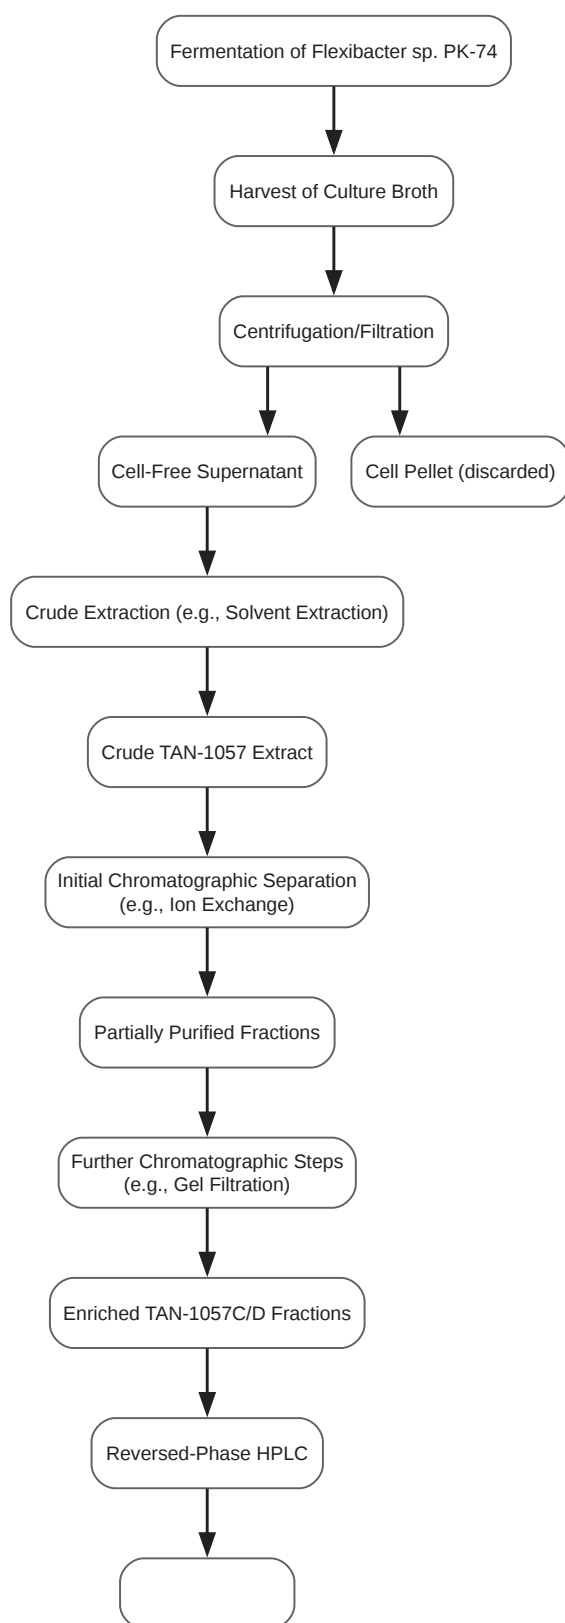 Fermentation of Flexibacter sp. PK-74
Harvest of Culture Broth
Centrifugation/Filtration
Cell-Free Supernatant
Cell Pellet (discarded)
Crude Extraction (e.g., Solvent Extraction)
Crude TAN-1057 Extract
Initial Chromatographic Separation
(e.g., Ion Exchange)
Partially Purified Fractions
Further Chromatographic Steps
(e.g., Gel Filtration)
Enriched TAN-1057C/D Fractions
Reversed-Phase HPLC